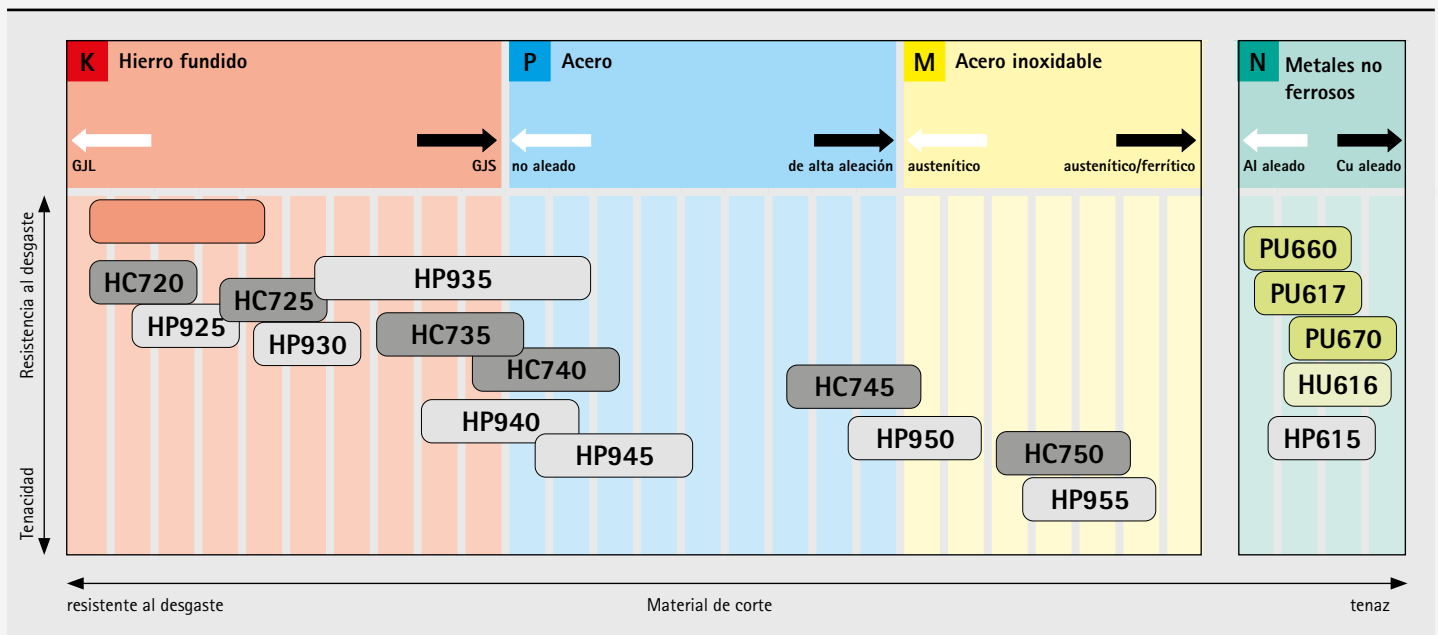 K Hierro fundido
P Acero
M Acero inoxidable
N Metales no
ferrosos
GJL
GJS
no aleado
de alta aleación
austenítico
austenítico/ferrítico
Al aleado
Cu aleado
Resistencia al desgaste
Tenacidad
HC720
HP925
HC725
HP930
HP935
HC735
HC740
HP940
HP945
HC745
HP950
HC750
HP955
PU660
PU617
PU670
HU616
HP615
resistente al desgaste
Material de corte
tenaz